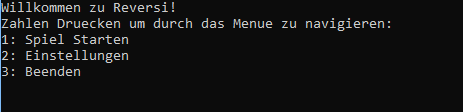 Willkommen zu Reversi!
Zahlen Druecken um durch das Menue zu navigieren:
1: Spiel Starten
2: Einstellungen
3: Beenden